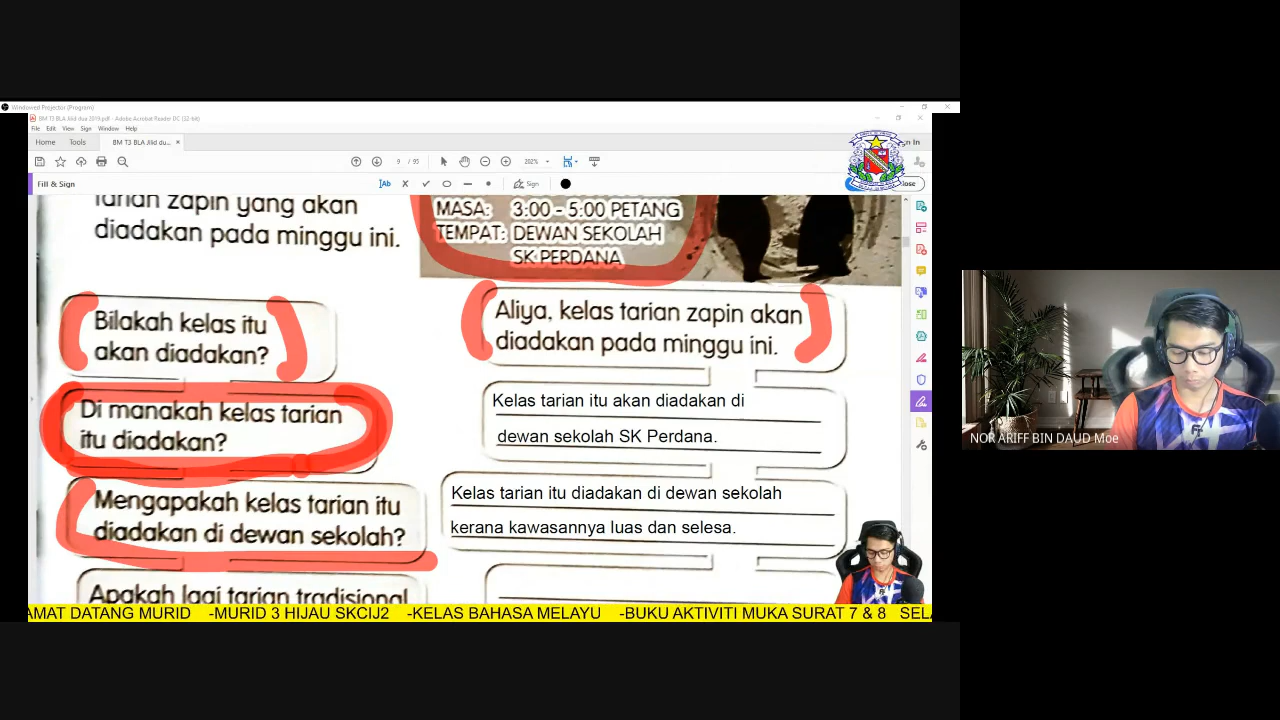 Windowed Projector (Program)
BM T3 BLA Jilid dua 2019.pdf - Adobe Acrobat Reader DC (32-bit)
File Edit View Sign Window Help
Home Tools BM T3 BLA Jilid du... × Sign In
9 / 95 202%
Fill & Sign Ab Sign Close
Tarian zapin yang akan
diadakan pada minggu ini.
MASA: 3:00 - 5:00 PETANG
TEMPAT: DEWAN SEKOLAH
SK PERDANA
Bilakah kelas itu
akan diadakan?
Aliya, kelas tarian zapin akan
diadakan pada minggu ini.
Di manakah kelas tarian
itu diadakan?
Kelas tarian itu akan diadakan di
dewan sekolah SK Perdana.
Mengapakah kelas tarian itu
diadakan di dewan sekolah?
Kelas tarian itu diadakan di dewan sekolah
kerana kawasannya luas dan selesa.
Apakah lagi tarian tradisional
AMAT DATANG MURID -MURID 3 HIJAU SKCIJ2 -KELAS BAHASA MELAYU -BUKU AKTIVITI MUKA SURAT 7 & 8 SELA
NOR ARIFF BIN DAUD Moe